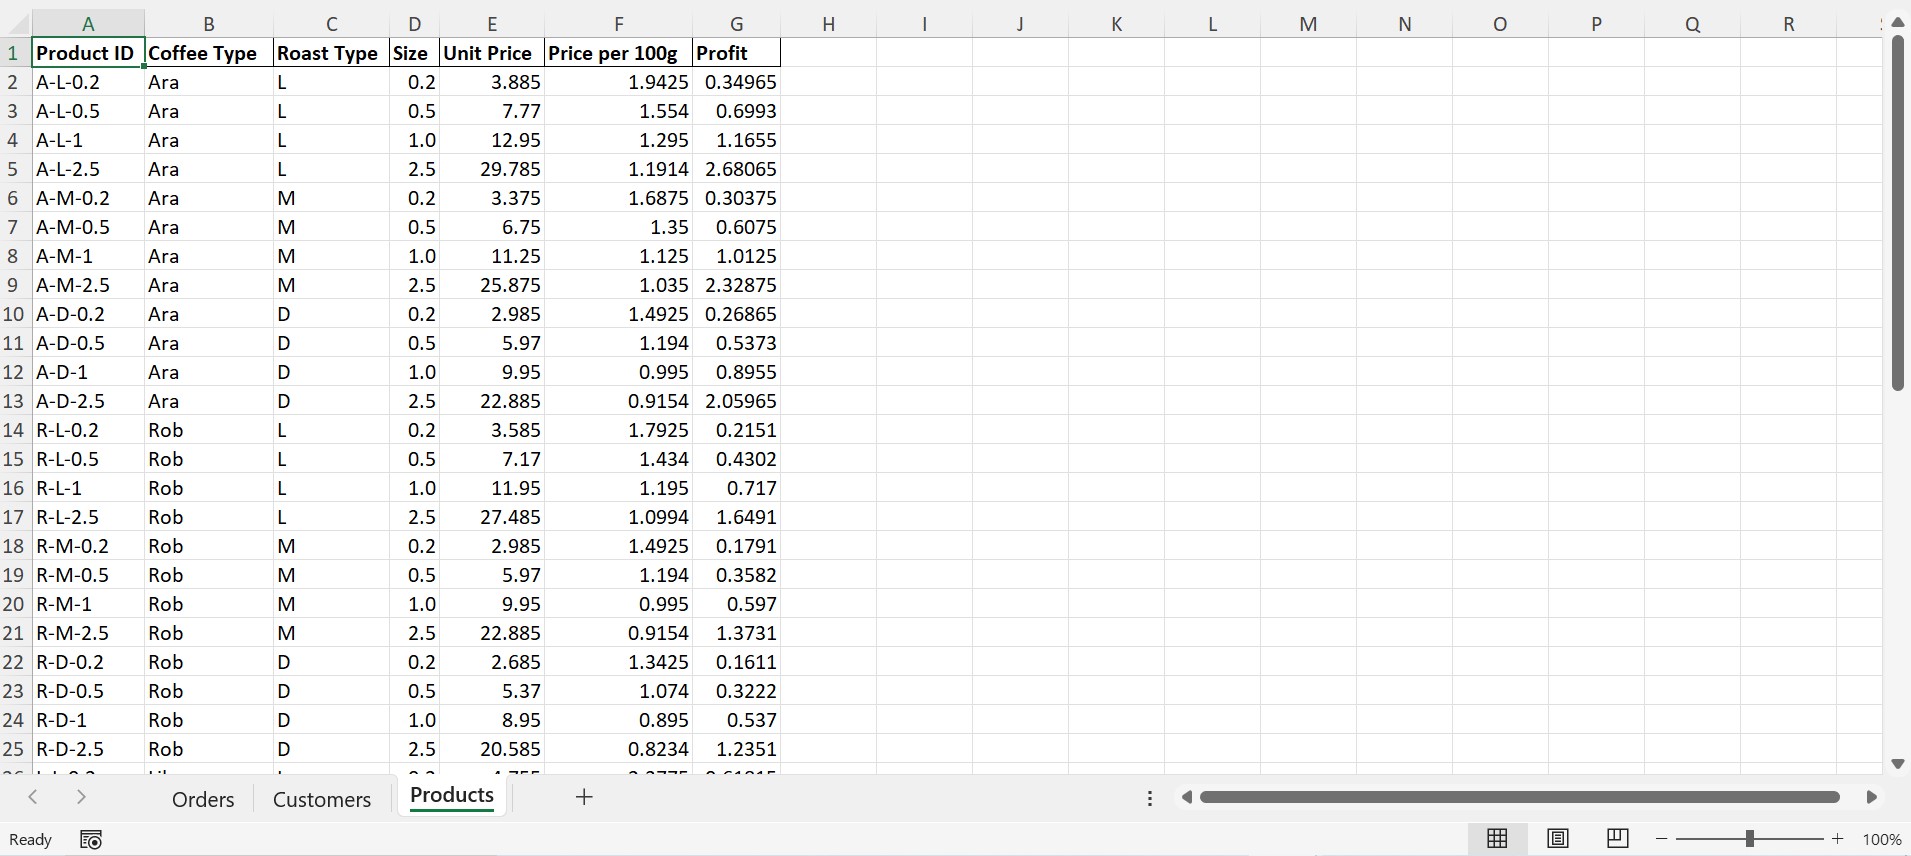 A B C D E F G H I J K L M N O P Q R
1 Product ID Coffee Type Roast Type Size Unit Price Price per 100g Profit
2 A-L-0.2 Ara L 0.2 3.885 1.9425 0.34965
3 A-L-0.5 Ara L 0.5 7.77 1.554 0.6993
4 A-L-1 Ara L 1.0 12.95 1.295 1.1655
5 A-L-2.5 Ara L 2.5 29.785 1.1914 2.68065
6 A-M-0.2 Ara M 0.2 3.375 1.6875 0.30375
7 A-M-0.5 Ara M 0.5 6.75 1.35 0.6075
8 A-M-1 Ara M 1.0 11.25 1.125 1.0125
9 A-M-2.5 Ara M 2.5 25.875 1.035 2.32875
10 A-D-0.2 Ara D 0.2 2.985 1.4925 0.26865
11 A-D-0.5 Ara D 0.5 5.97 1.194 0.5373
12 A-D-1 Ara D 1.0 9.95 0.995 0.8955
13 A-D-2.5 Ara D 2.5 22.885 0.9154 2.05965
14 R-L-0.2 Rob L 0.2 3.585 1.7925 0.2151
15 R-L-0.5 Rob L 0.5 7.17 1.434 0.4302
16 R-L-1 Rob L 1.0 11.95 1.195 0.717
17 R-L-2.5 Rob L 2.5 27.485 1.0994 1.6491
18 R-M-0.2 Rob M 0.2 2.985 1.4925 0.1791
19 R-M-0.5 Rob M 0.5 5.97 1.194 0.3582
20 R-M-1 Rob M 1.0 9.95 0.995 0.597
21 R-M-2.5 Rob M 2.5 22.885 0.9154 1.3731
22 R-D-0.2 Rob D 0.2 2.685 1.3425 0.1611
23 R-D-0.5 Rob D 0.5 5.37 1.074 0.3222
24 R-D-1 Rob D 1.0 8.95 0.895 0.537
25 R-D-2.5 Rob D 2.5 20.585 0.8234 1.2351
Orders Customers Products
Ready 100%